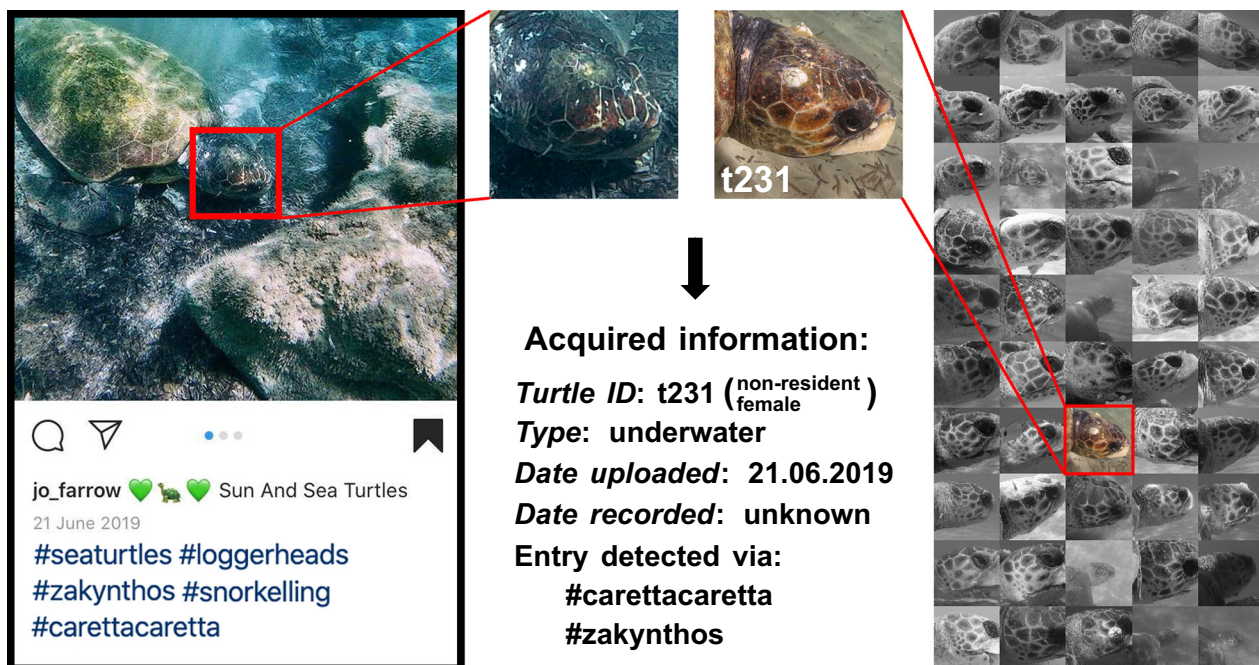 jo_farrow 💚 🐢 💚 Sun And Sea Turtles
21 June 2019
#seaturtles #loggerheads
#zakynthos #snorkelling
#carettacaretta
t231
Acquired information:
Turtle ID: t231 (non-resident female)
Type: underwater
Date uploaded: 21.06.2019
Date recorded: unknown
Entry detected via:
#carettacaretta
#zakynthos